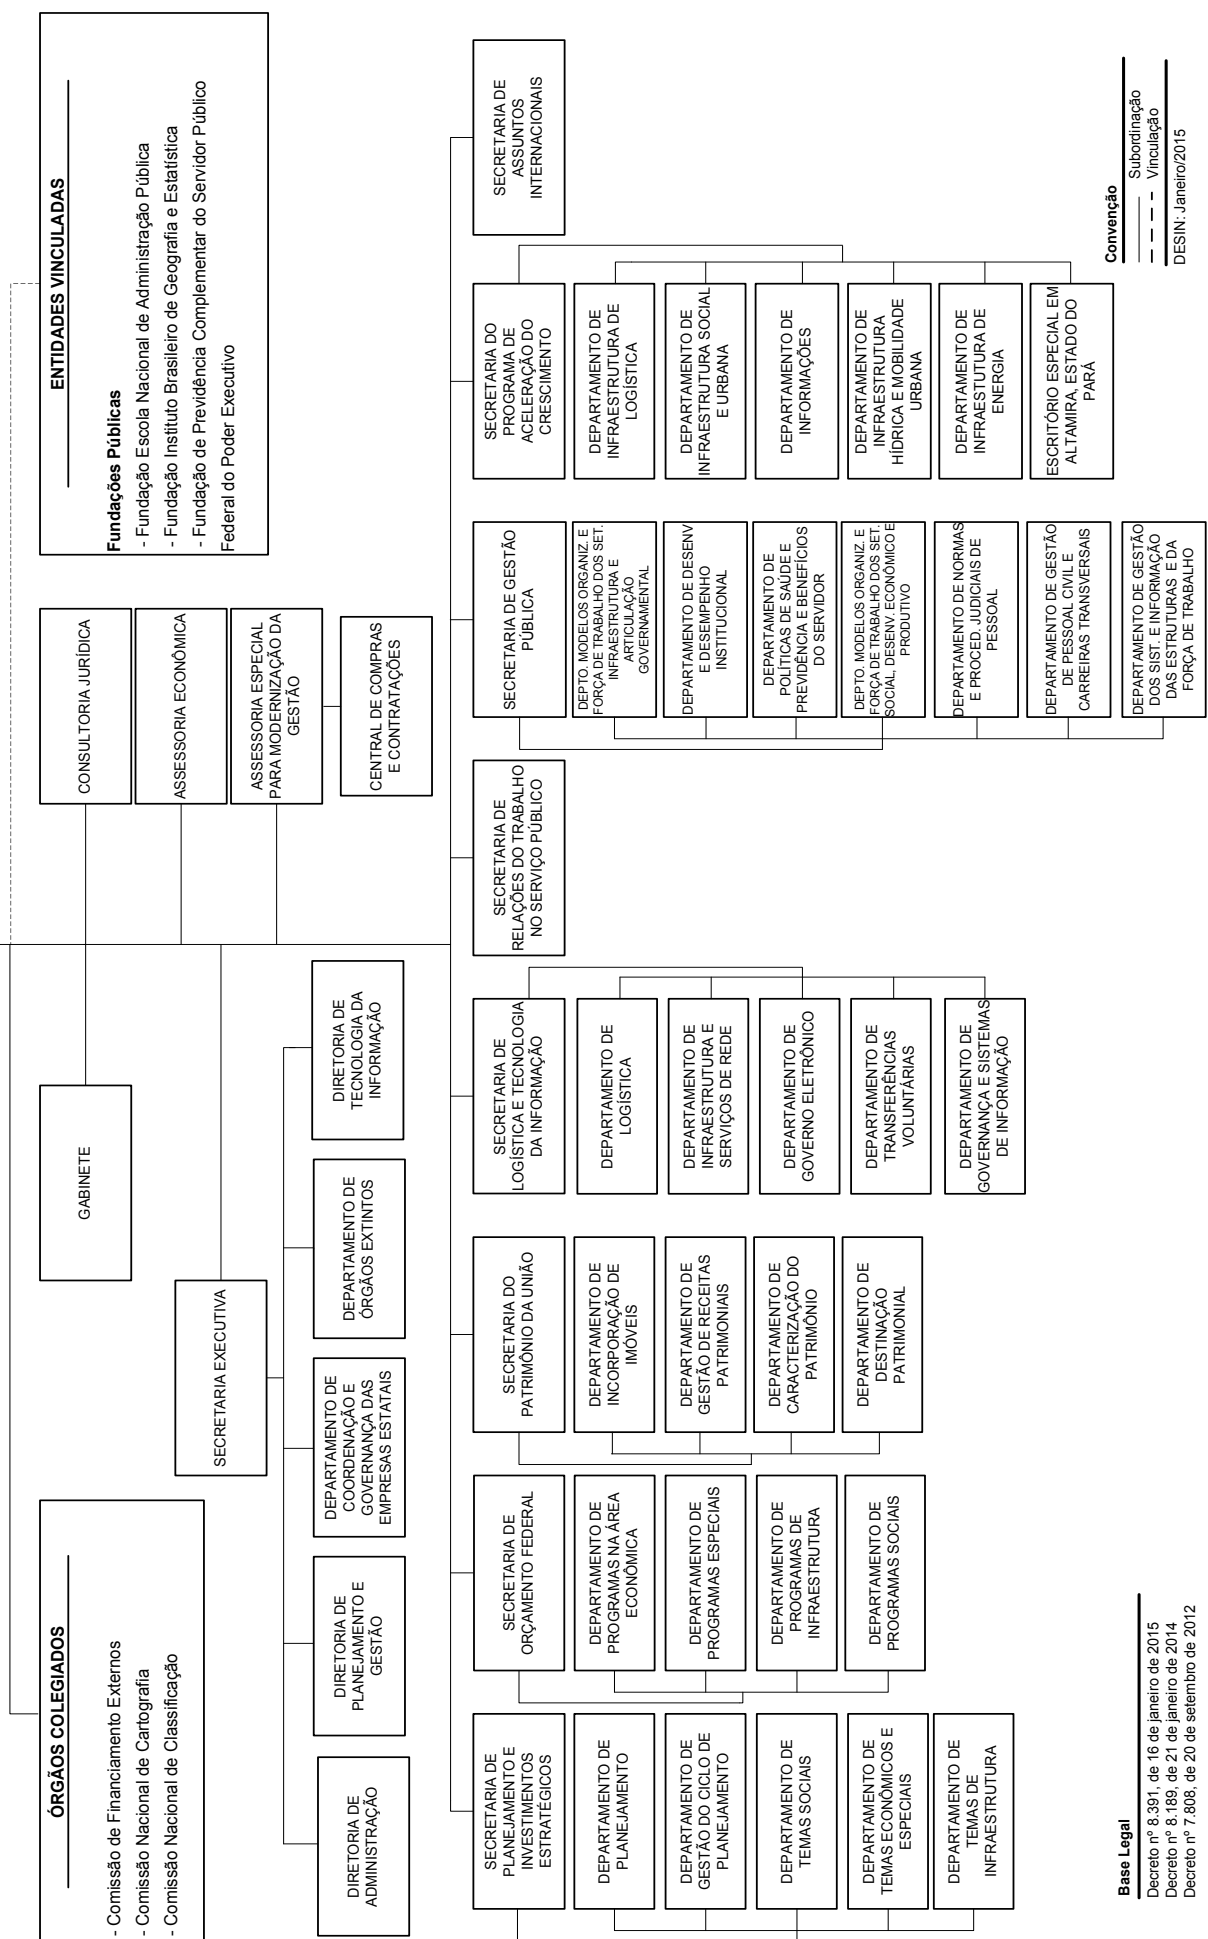 ÓRGÃOS COLEGIADOS
- Comissão de Financiamento Externos
- Comissão Nacional de Cartografia
- Comissão Nacional de Classificação
GABINETE
CONSULTORIA JURÍDICA
ASSESSORIA ECONÔMICA
ASSESSORIA ESPECIAL
PARA MODERNIZAÇÃO DA
GESTÃO
CENTRAL DE COMPRAS
E CONTRATAÇÕES
ENTIDADES VINCULADAS
Fundações Públicas
- Fundação Escola Nacional de Administração Pública
- Fundação Instituto Brasileiro de Geografia e Estatística
- Fundação de Previdência Complementar do Servidor Público
Federal do Poder Executivo
SECRETARIA EXECUTIVA
DIRETORIA DE
ADMINISTRAÇÃO
DIRETORIA DE
PLANEJAMENTO E
GESTÃO
DEPARTAMENTO DE
COORDENAÇÃO E
GOVERNANÇA DAS
EMPRESAS ESTATAIS
DEPARTAMENTO DE
ÓRGÃOS EXTINTOS
DIRETORIA DE
TECNOLOGIA DA
INFORMAÇÃO
SECRETARIA DE
PLANEJAMENTO E
INVESTIMENTOS
ESTRATÉGICOS
DEPARTAMENTO DE
PLANEJAMENTO
DEPARTAMENTO DE
GESTÃO DO CICLO DE
PLANEJAMENTO
DEPARTAMENTO DE
TEMAS SOCIAIS
DEPARTAMENTO DE
TEMAS ECONÔMICOS E
ESPECIAIS
DEPARTAMENTO DE
TEMAS DE
INFRAESTRUTURA
SECRETARIA DE
ORÇAMENTO FEDERAL
DEPARTAMENTO DE
PROGRAMAS NA ÁREA
ECONÔMICA
DEPARTAMENTO DE
PROGRAMAS ESPECIAIS
DEPARTAMENTO DE
PROGRAMAS DE
INFRAESTRUTURA
DEPARTAMENTO DE
PROGRAMAS SOCIAIS
SECRETARIA DO
PATRIMÔNIO DA UNIÃO
DEPARTAMENTO DE
INCORPORAÇÃO DE
IMÓVEIS
DEPARTAMENTO DE
GESTÃO DE RECEITAS
PATRIMONIAIS
DEPARTAMENTO DE
CARACTERIZAÇÃO DO
PATRIMÔNIO
DEPARTAMENTO DE
DESTINAÇÃO
PATRIMONIAL
SECRETARIA DE
LOGÍSTICA E TECNOLOGIA
DA INFORMAÇÃO
DEPARTAMENTO DE
LOGÍSTICA
DEPARTAMENTO DE
INFRAESTRUTURA E
SERVIÇOS DE REDE
DEPARTAMENTO DE
GOVERNO ELETRÔNICO
DEPARTAMENTO DE
TRANSFERÊNCIAS
VOLUNTÁRIAS
DEPARTAMENTO DE
GOVERNANÇA E SISTEMAS
DE INFORMAÇÃO
SECRETARIA DE
RELAÇÕES DO TRABALHO
NO SERVIÇO PÚBLICO
SECRETARIA DE GESTÃO
PÚBLICA
DEPTO. MODELOS ORGANIZ. E
FORÇA DE TRABALHO DOS SET.
INFRAESTRUTURA E
ARTICULAÇÃO
GOVERNAMENTAL
DEPARTAMENTO DE DESENV
E DESEMPENHO
INSTITUCIONAL
DEPARTAMENTO DE
POLÍTICAS DE SAÚDE E
PREVIDÊNCIA E BENEFÍCIOS
DO SERVIDOR
DEPTO. MODELOS ORGANIZ. E
FORÇA DE TRABALHO DOS SET.
SOCIAL, DESENV. ECONÔMICO E
PRODUTIVO
DEPARTAMENTO DE NORMAS
E PROCED. JUDICIAIS DE
PESSOAL
DEPARTAMENTO DE GESTÃO
DE PESSOAL CIVIL E
CARREIRAS TRANSVERSAIS
DEPARTAMENTO DE GESTÃO
DOS SIST. E INFORMAÇÃO
DAS ESTRUTURAS E DA
FORÇA DE TRABALHO
SECRETARIA DO
PROGRAMA DE
ACELERAÇÃO DO
CRESCIMENTO
DEPARTAMENTO DE
INFRAESTRUTURA DE
LOGÍSTICA
DEPARTAMENTO DE
INFRAESTRUTURA SOCIAL
E URBANA
DEPARTAMENTO DE
INFORMAÇÕES
DEPARTAMENTO DE
INFRAESTRUTURA
HÍDRICA E MOBILIDADE
URBANA
DEPARTAMENTO DE
INFRAESTUTURA DE
ENERGIA
ESCRITÓRIO ESPECIAL EM
ALTAMIRA, ESTADO DO
PARÁ
SECRETARIA DE
ASSUNTOS
INTERNACIONAIS
Base Legal
Decreto nº 8.391, de 16 de janeiro de 2015
Decreto nº 8.189, de 21 de janeiro de 2014
Decreto nº 7.808, de 20 de setembro de 2012
Convenção
Subordinação
Vinculação
DESIN: Janeiro/2015